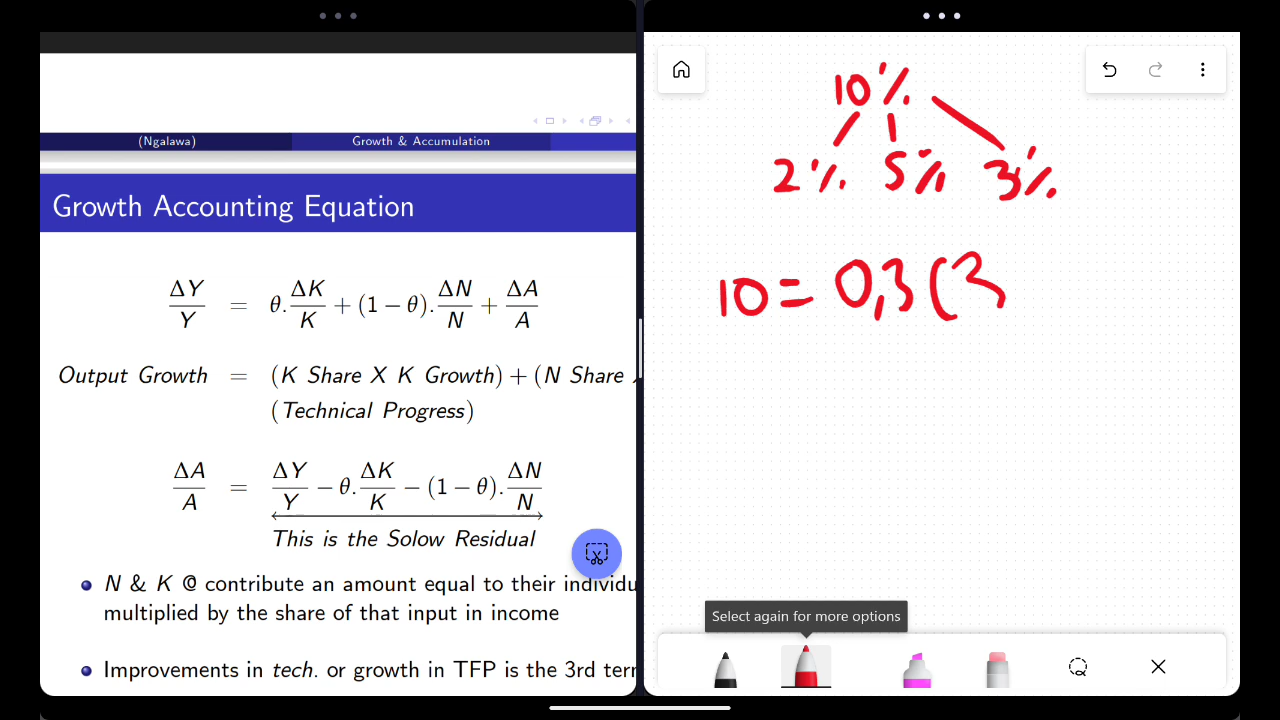 (Ngalawa) Growth & Accumulation
Growth Accounting Equation
ΔY/Y = θ.ΔK/K + (1 − θ).ΔN/N + ΔA/A
Output Growth = (K Share X K Growth) + (N Share
(Technical Progress)
ΔA/A = ΔY/Y − θ.ΔK/K − (1 − θ).ΔN/N
This is the Solow Residual
N & K @ contribute an amount equal to their individu
multiplied by the share of that input in income
Improvements in tech. or growth in TFP is the 3rd ter
10%
2% 5% 3%
10 = 0,3 (
Select again for more options